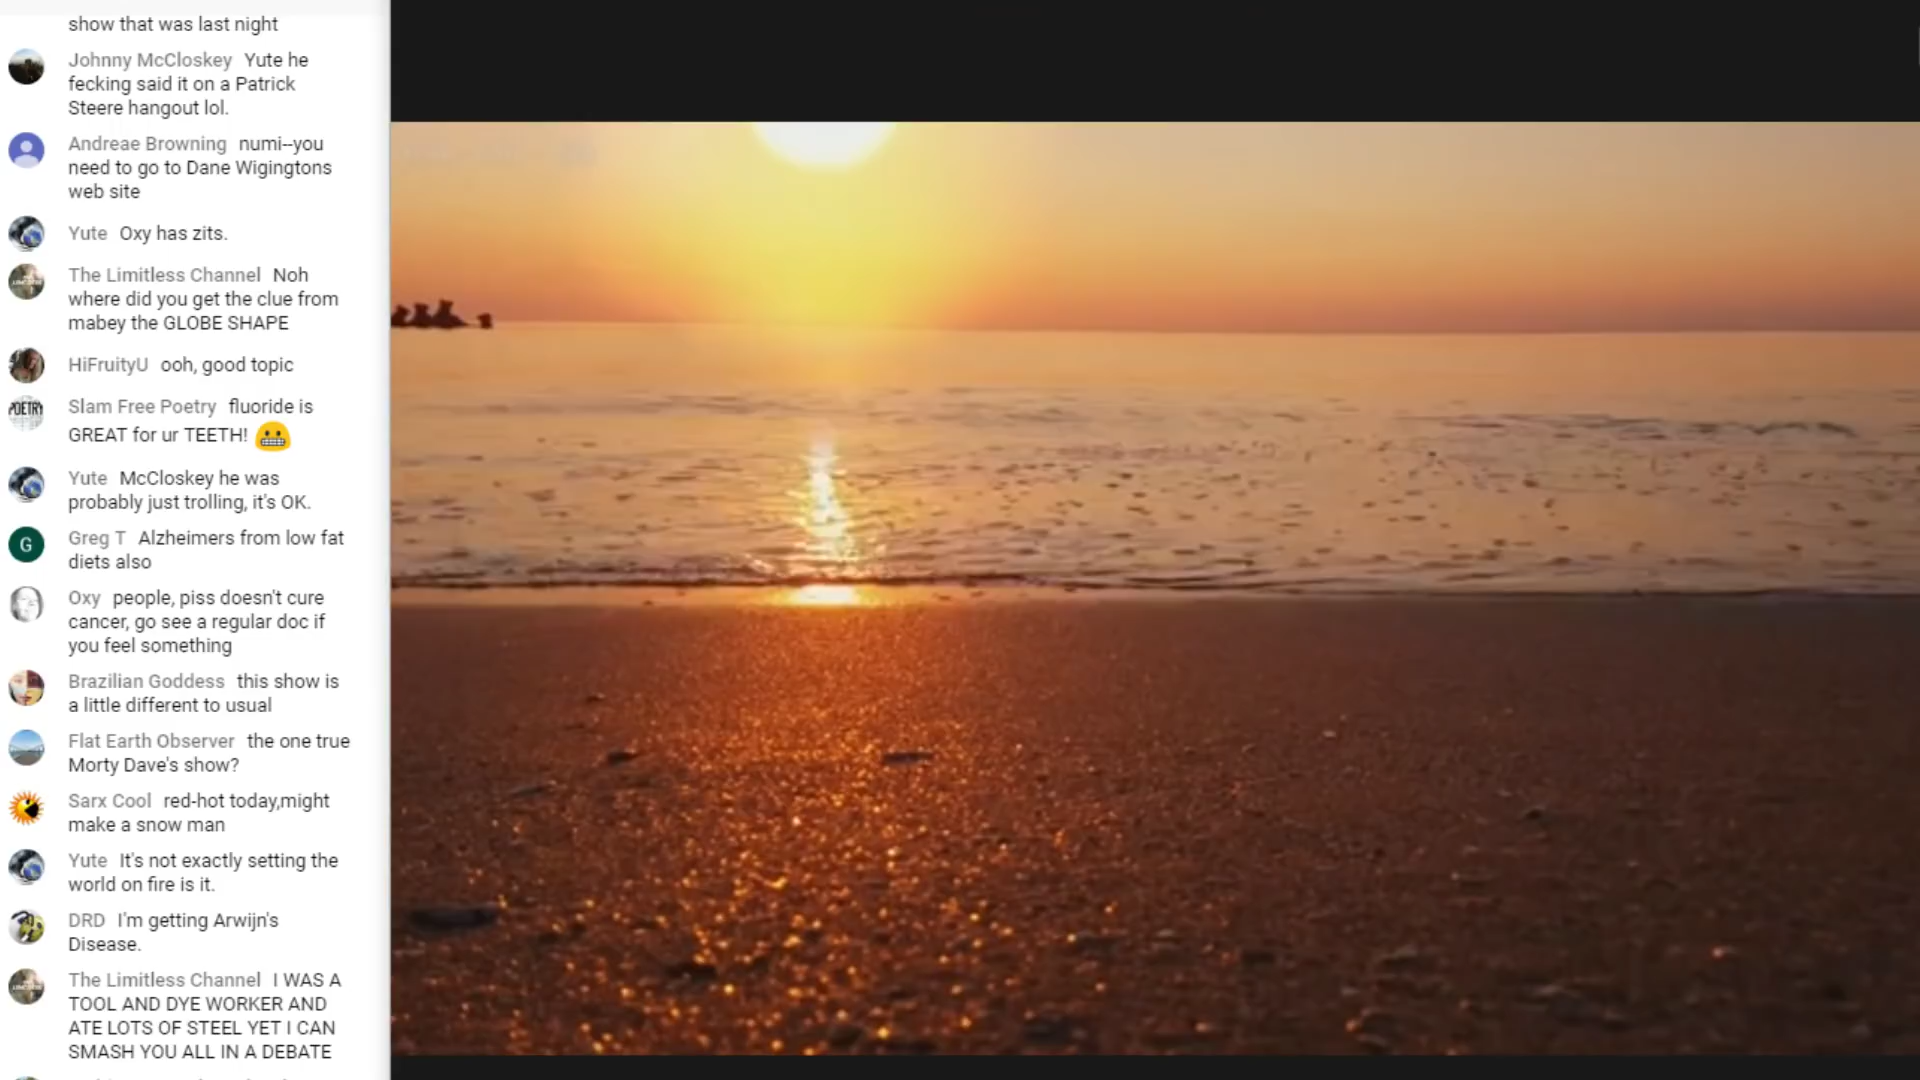 show that was last night
Johnny McCloskey Yute he
fecking said it on a Patrick
Steere hangout lol.
Andreae Browning numi--you
need to go to Dane Wigingtons
web site
Yute Oxy has zits.
The Limitless Channel Noh
where did you get the clue from
mabey the GLOBE SHAPE
HiFruityU ooh, good topic
POETRY
Slam Free Poetry fluoride is
GREAT for ur TEETH!
Yute McCloskey he was
probably just trolling, it's OK.
G
Greg T Alzheimers from low fat
diets also
Oxy people, piss doesn't cure
cancer, go see a regular doc if
you feel something
Brazilian Goddess this show is
a little different to usual
Flat Earth Observer the one true
Morty Dave's show?
Sarx Cool red-hot today,might
make a snow man
Yute It's not exactly setting the
world on fire is it.
DRD I'm getting Arwijn's
Disease.
The Limitless Channel I WAS A
TOOL AND DYE WORKER AND
ATE LOTS OF STEEL YET I CAN
SMASH YOU ALL IN A DEBATE